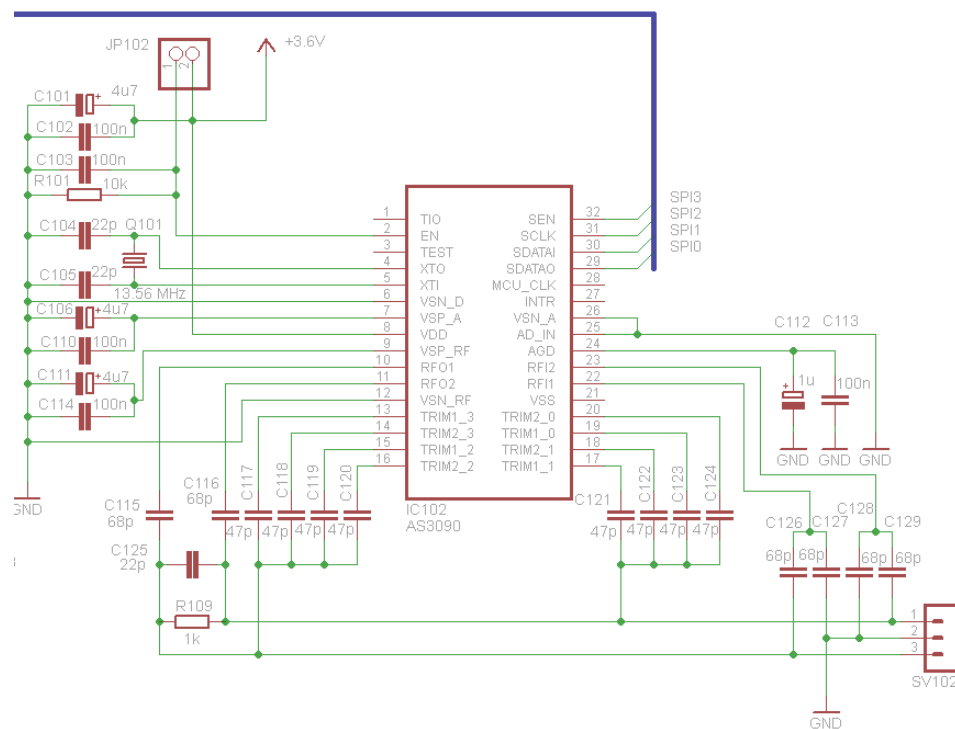 JP102
+3.6V
1
2
C101
+
4u7
C102
100n
C103
100n
R101
10k
C104
22p
Q101
C105
22p
13.56 MHz
C106
+
4u7
C110
100n
C111
+
4u7
C114
100n
GND
1 TIO
2 EN
3 TEST
4 XTO
5 XTI
6 VSN_D
7 VSP_A
8 VDD
9 VSP_RF
10 RFO1
11 RFO2
12 VSN_RF
13 TRIM1_3
14 TRIM2_3
15 TRIM1_2
16 TRIM2_2
SEN 32
SCLK 31
SDATAI 30
SDATAO 29
MCU_CLK 28
INTR 27
VSN_A 26
AD_IN 25
AGD 24
RFI2 23
RFI1 22
VSS 21
TRIM2_0 20
TRIM1_0 19
TRIM2_1 18
TRIM1_1 17
IC102
AS3090
SPI3
SPI2
SPI1
SPI0
C112
+
1u
C113
100n
GND
GND
GND
C115
68p
C116
68p
C117
47p
C118
47p
C119
47p
C120
47p
C121
47p
C122
47p
C123
47p
C124
47p
C125
22p
R109
1k
C126
68p
C127
68p
C128
68p
C129
68p
1
2
3
SV102
GND